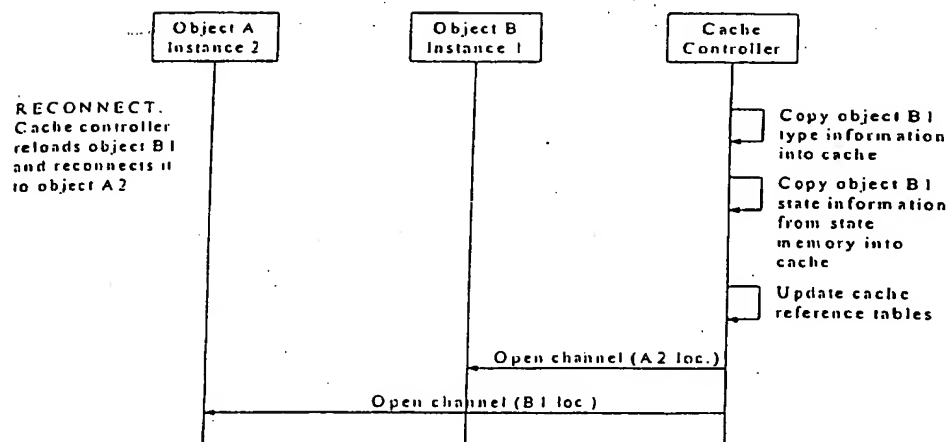 Object A
Instance 2
Object B
Instance 1
Cache
Controller
RECONNECT.
Cache controller
reloads object B1
and reconnects it
to object A2
Copy object B1
type information
into cache
Copy object B1
state information
from state
memory into
cache
Update cache
reference tables
Open channel (A2 loc.)
Open channel (B1 loc.)